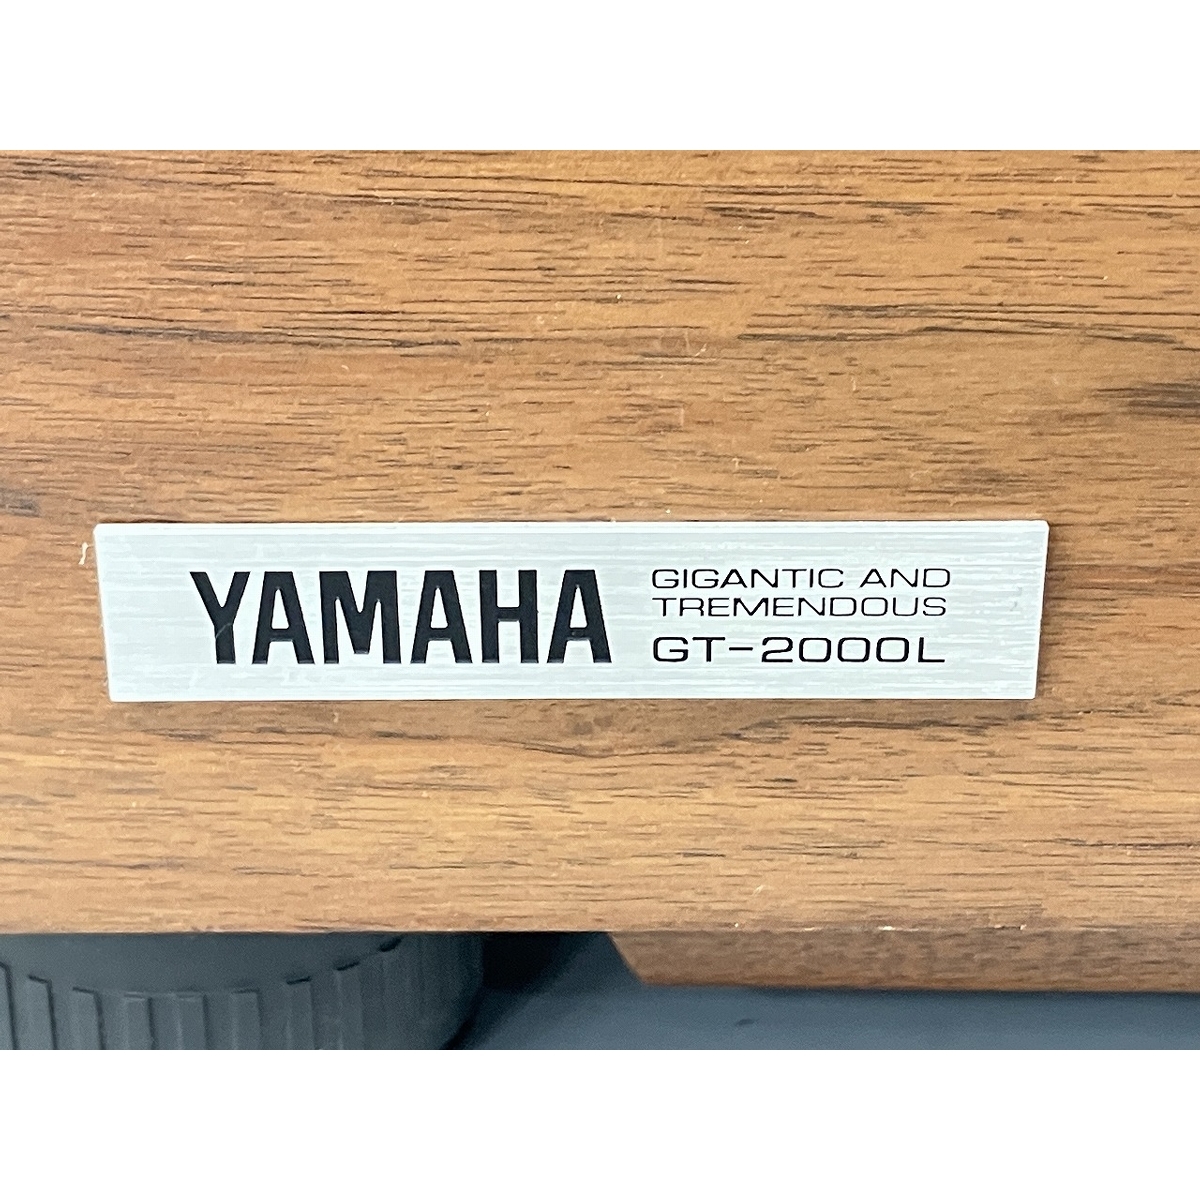 YAMAHA
GIGANTIC AND
TREMENDOUS
GT-2000L